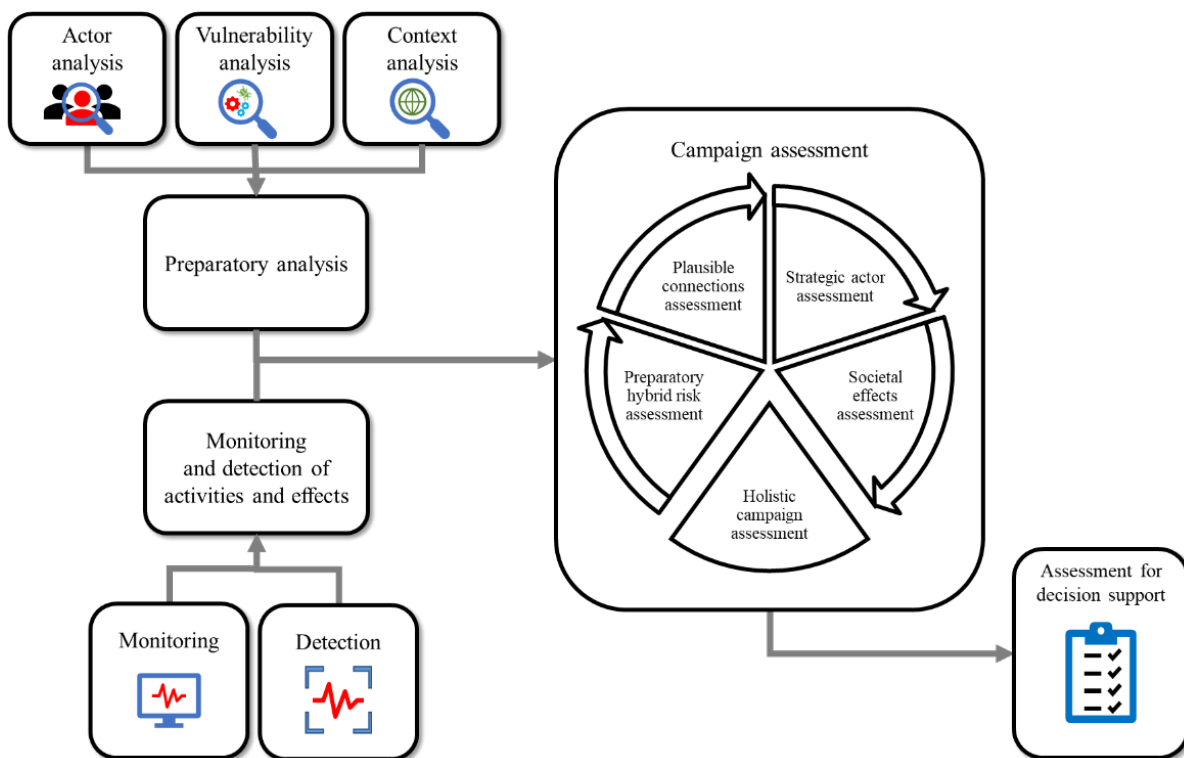 Actor
analysis
Vulnerability
analysis
Context
analysis
Preparatory analysis
Monitoring
and detection of
activities and effects
Monitoring
Detection
Campaign assessment
Plausible
connections
assessment
Strategic actor
assessment
Preparatory
hybrid risk
assessment
Societal
effects
assessment
Holistic
campaign
assessment
Assessment for
decision support